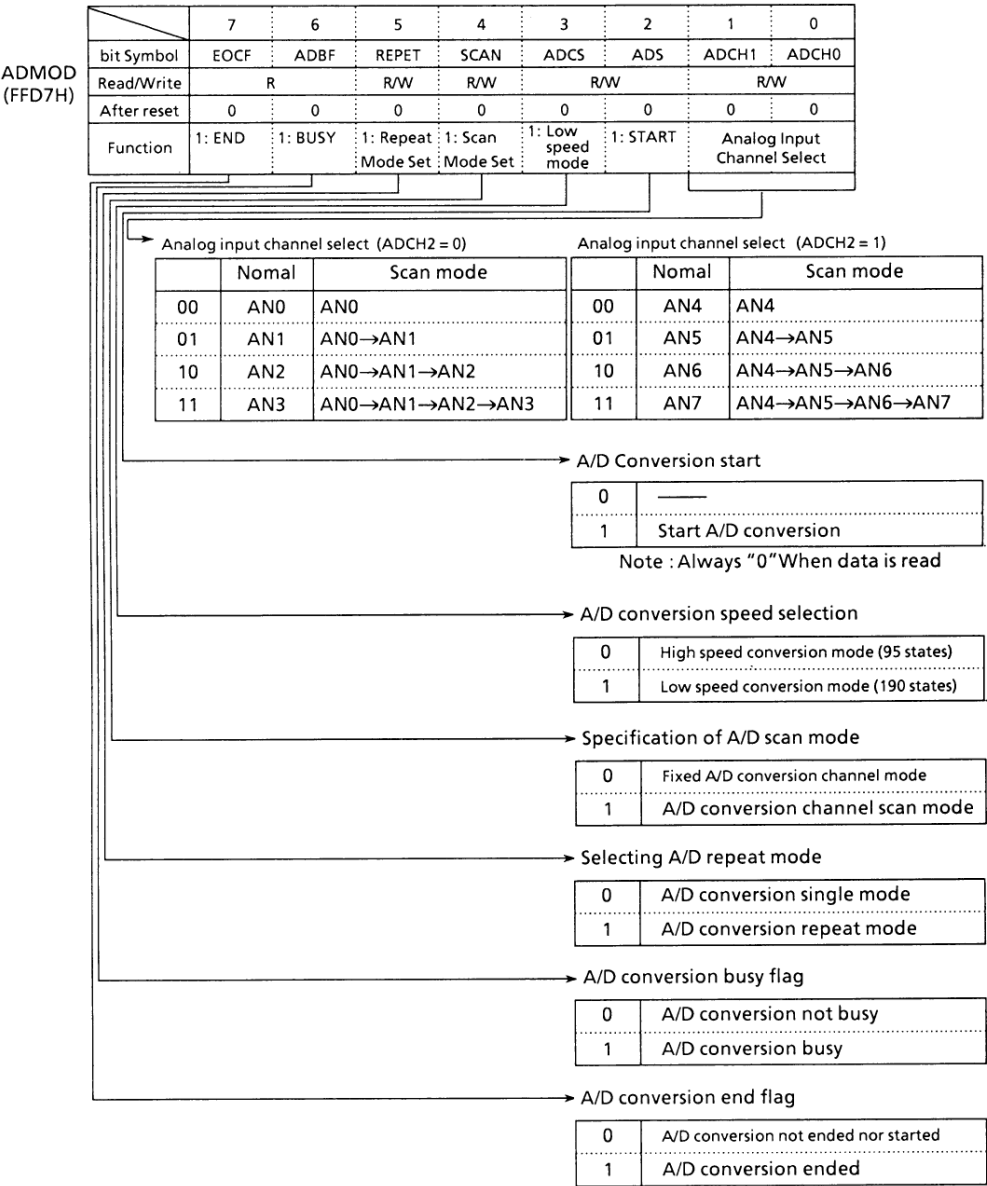 7 6 5 4 3 2 1 0
bit Symbol EOCF ADBF REPET SCAN ADCS ADS ADCH1 ADCH0
ADMOD
(FFD7H)
Read/Write R R/W R/W R/W R/W
After reset 0 0 0 0 0 0 0 0
Function 1: END 1: BUSY 1: Repeat Mode Set 1: Scan Mode Set 1: Low speed mode 1: START Analog Input Channel Select
Analog input channel select (ADCH2 = 0)
Nomal Scan mode
00 AN0 AN0
01 AN1 AN0→AN1
10 AN2 AN0→AN1→AN2
11 AN3 AN0→AN1→AN2→AN3
Analog input channel select (ADCH2 = 1)
Nomal Scan mode
00 AN4 AN4
01 AN5 AN4→AN5
10 AN6 AN4→AN5→AN6
11 AN7 AN4→AN5→AN6→AN7
A/D Conversion start
0 ——
1 Start A/D conversion
Note : Always "0"When data is read
A/D conversion speed selection
0 High speed conversion mode (95 states)
1 Low speed conversion mode (190 states)
Specification of A/D scan mode
0 Fixed A/D conversion channel mode
1 A/D conversion channel scan mode
Selecting A/D repeat mode
0 A/D conversion single mode
1 A/D conversion repeat mode
A/D conversion busy flag
0 A/D conversion not busy
1 A/D conversion busy
A/D conversion end flag
0 A/D conversion not ended nor started
1 A/D conversion ended